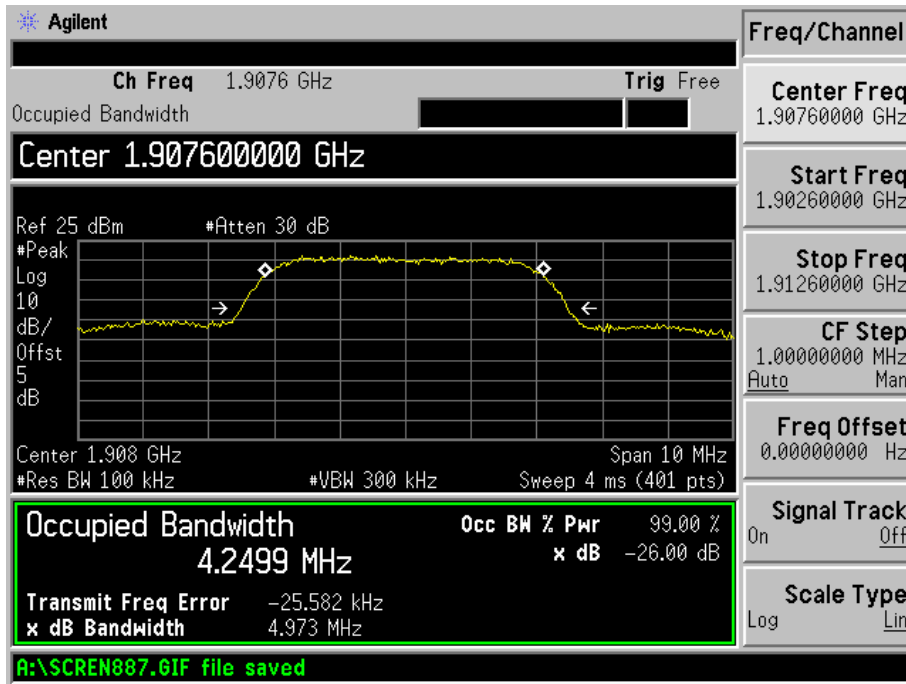 Agilent
Ch Freq 1.9076 GHz Trig Free
Occupied Bandwidth
Center 1.907600000 GHz
Ref 25 dBm #Atten 30 dB
#Peak
Log
10
dB/
Offst
5
dB
Center 1.908 GHz Span 10 MHz
#Res BW 100 kHz #VBW 300 kHz Sweep 4 ms (401 pts)
Occupied Bandwidth Occ BW % Pwr 99.00 %
4.2499 MHz x dB -26.00 dB
Transmit Freq Error -25.582 kHz
x dB Bandwidth 4.973 MHz
A:\SCREN887.GIF file saved
Freq/Channel
Center Freq
1.90760000 GHz
Start Freq
1.90260000 GHz
Stop Freq
1.91260000 GHz
CF Step
1.00000000 MHz
Auto Man
Freq Offset
0.00000000 Hz
Signal Track
On Off
Scale Type
Log Lin